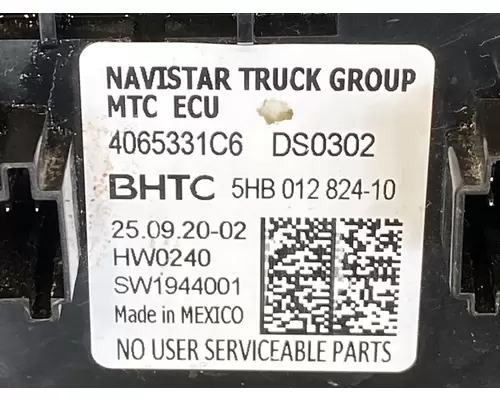 NAVISTAR TRUCK GROUP
MTC ECU
4065331C6 DS0302
BHTC 5HB 012 824-10
25.09.20-02
HW0240
SW1944001
Made in MEXICO
NO USER SERVICEABLE PARTS